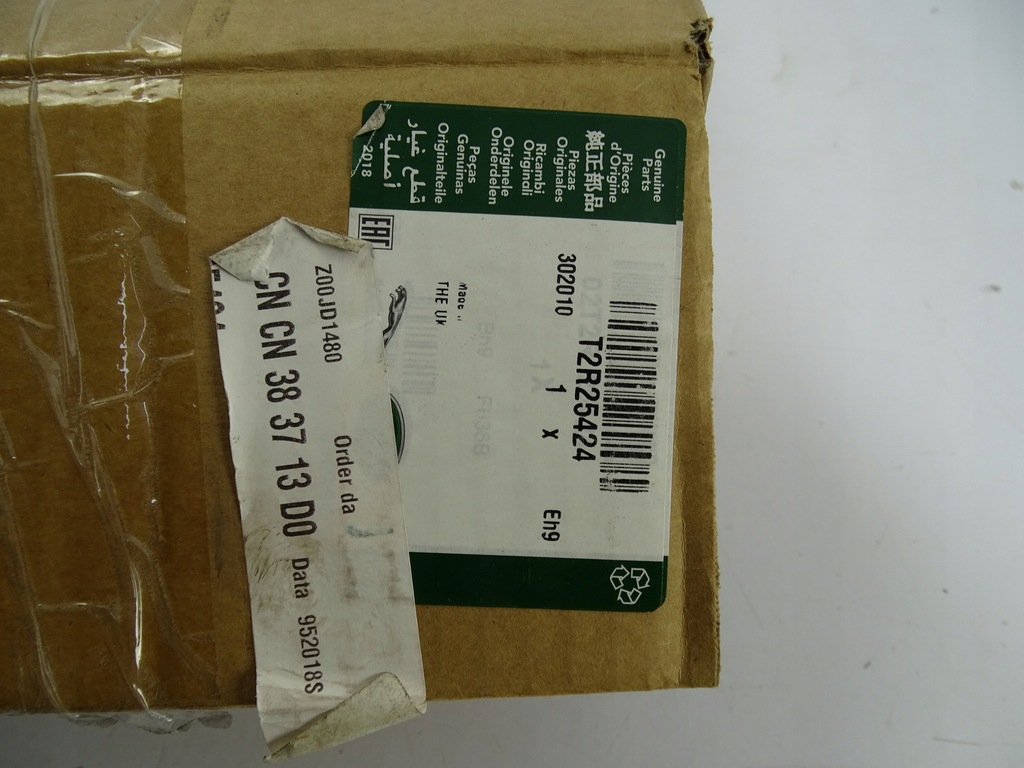 Genuine
Parts
Pièces
d'Origine
純正部品
Piezas
Originales
Ricambi
Originali
Originele
Onderdelen
Peças
Genuinas
Originalteile
قطع غيار
أصلية
2018
EAC
T2R25424
302010 1 X Eh9
Made
THE UK
Z00JD1480 Order da
CN CN 38 37 13 D0 Data 952018S